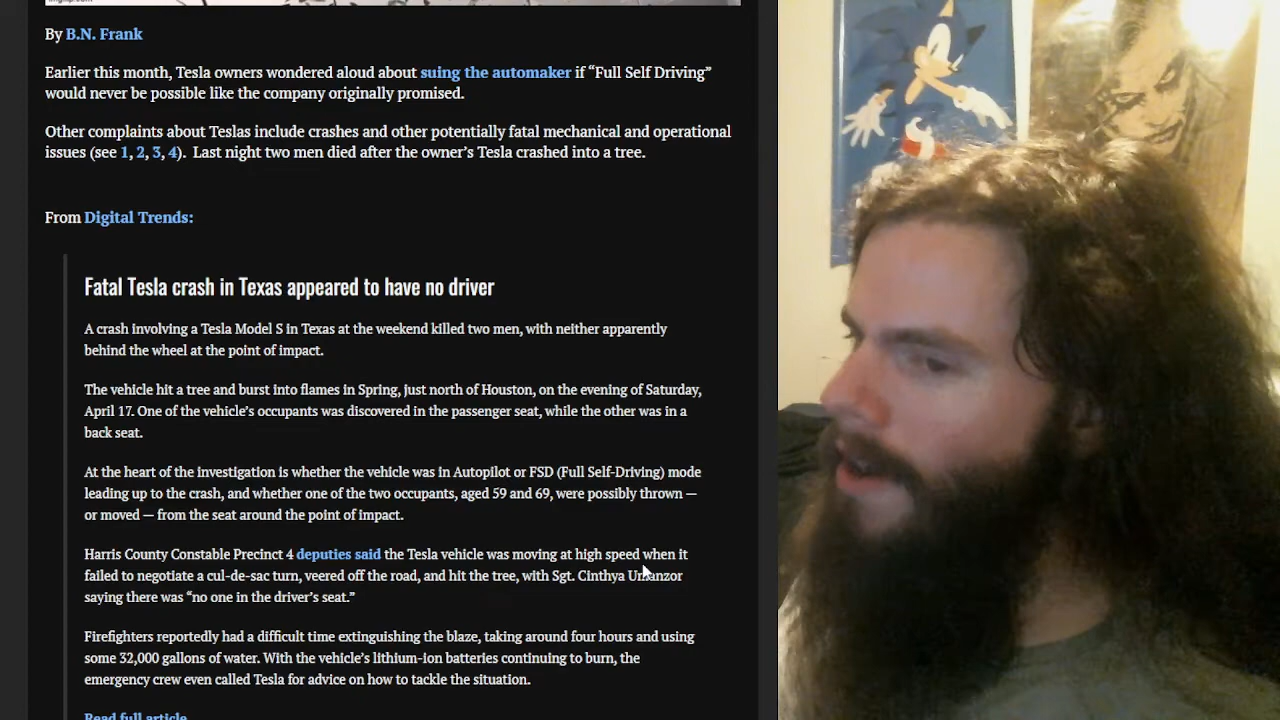 By B.N. Frank
Earlier this month, Tesla owners wondered aloud about suing the automaker if “Full Self Driving”
would never be possible like the company originally promised.
Other complaints about Teslas include crashes and other potentially fatal mechanical and operational
issues (see 1, 2, 3, 4).  Last night two men died after the owner’s Tesla crashed into a tree.
From Digital Trends:
Fatal Tesla crash in Texas appeared to have no driver
A crash involving a Tesla Model S in Texas at the weekend killed two men, with neither apparently
behind the wheel at the point of impact.
The vehicle hit a tree and burst into flames in Spring, just north of Houston, on the evening of Saturday,
April 17. One of the vehicle’s occupants was discovered in the passenger seat, while the other was in a
back seat.
At the heart of the investigation is whether the vehicle was in Autopilot or FSD (Full Self-Driving) mode
leading up to the crash, and whether one of the two occupants, aged 59 and 69, were possibly thrown —
or moved — from the seat around the point of impact.
Harris County Constable Precinct 4 deputies said the Tesla vehicle was moving at high speed when it
failed to negotiate a cul-de-sac turn, veered off the road, and hit the tree, with Sgt. Cinthya Umanzor
saying there was “no one in the driver’s seat.”
Firefighters reportedly had a difficult time extinguishing the blaze, taking around four hours and using
some 32,000 gallons of water. With the vehicle’s lithium-ion batteries continuing to burn, the
emergency crew even called Tesla for advice on how to tackle the situation.
Read full article